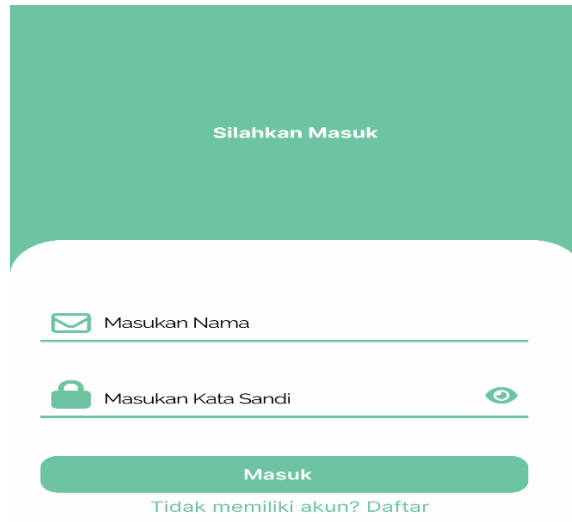 Silahkan Masuk
Masukan Nama
Masukan Kata Sandi
Masuk
Tidak memiliki akun? Daftar